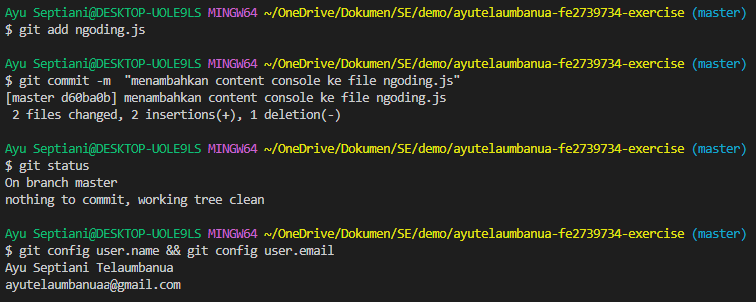 Ayu Septiani@DESKTOP-UOLE9LS MINGW64 ~/OneDrive/Dokumen/SE/demo/ayutelaumbanua-fe2739734-exercise (master)
$ git add ngoding.js
Ayu Septiani@DESKTOP-UOLE9LS MINGW64 ~/OneDrive/Dokumen/SE/demo/ayutelaumbanua-fe2739734-exercise (master)
$ git commit -m  "menambahkan content console ke file ngoding.js"
[master d60ba0b] menambahkan content console ke file ngoding.js
 2 files changed, 2 insertions(+), 1 deletion(-)
Ayu Septiani@DESKTOP-UOLE9LS MINGW64 ~/OneDrive/Dokumen/SE/demo/ayutelaumbanua-fe2739734-exercise (master)
$ git status
On branch master
nothing to commit, working tree clean
Ayu Septiani@DESKTOP-UOLE9LS MINGW64 ~/OneDrive/Dokumen/SE/demo/ayutelaumbanua-fe2739734-exercise (master)
$ git config user.name && git config user.email
Ayu Septiani Telaumbanua
ayutelaumbanuaa@gmail.com